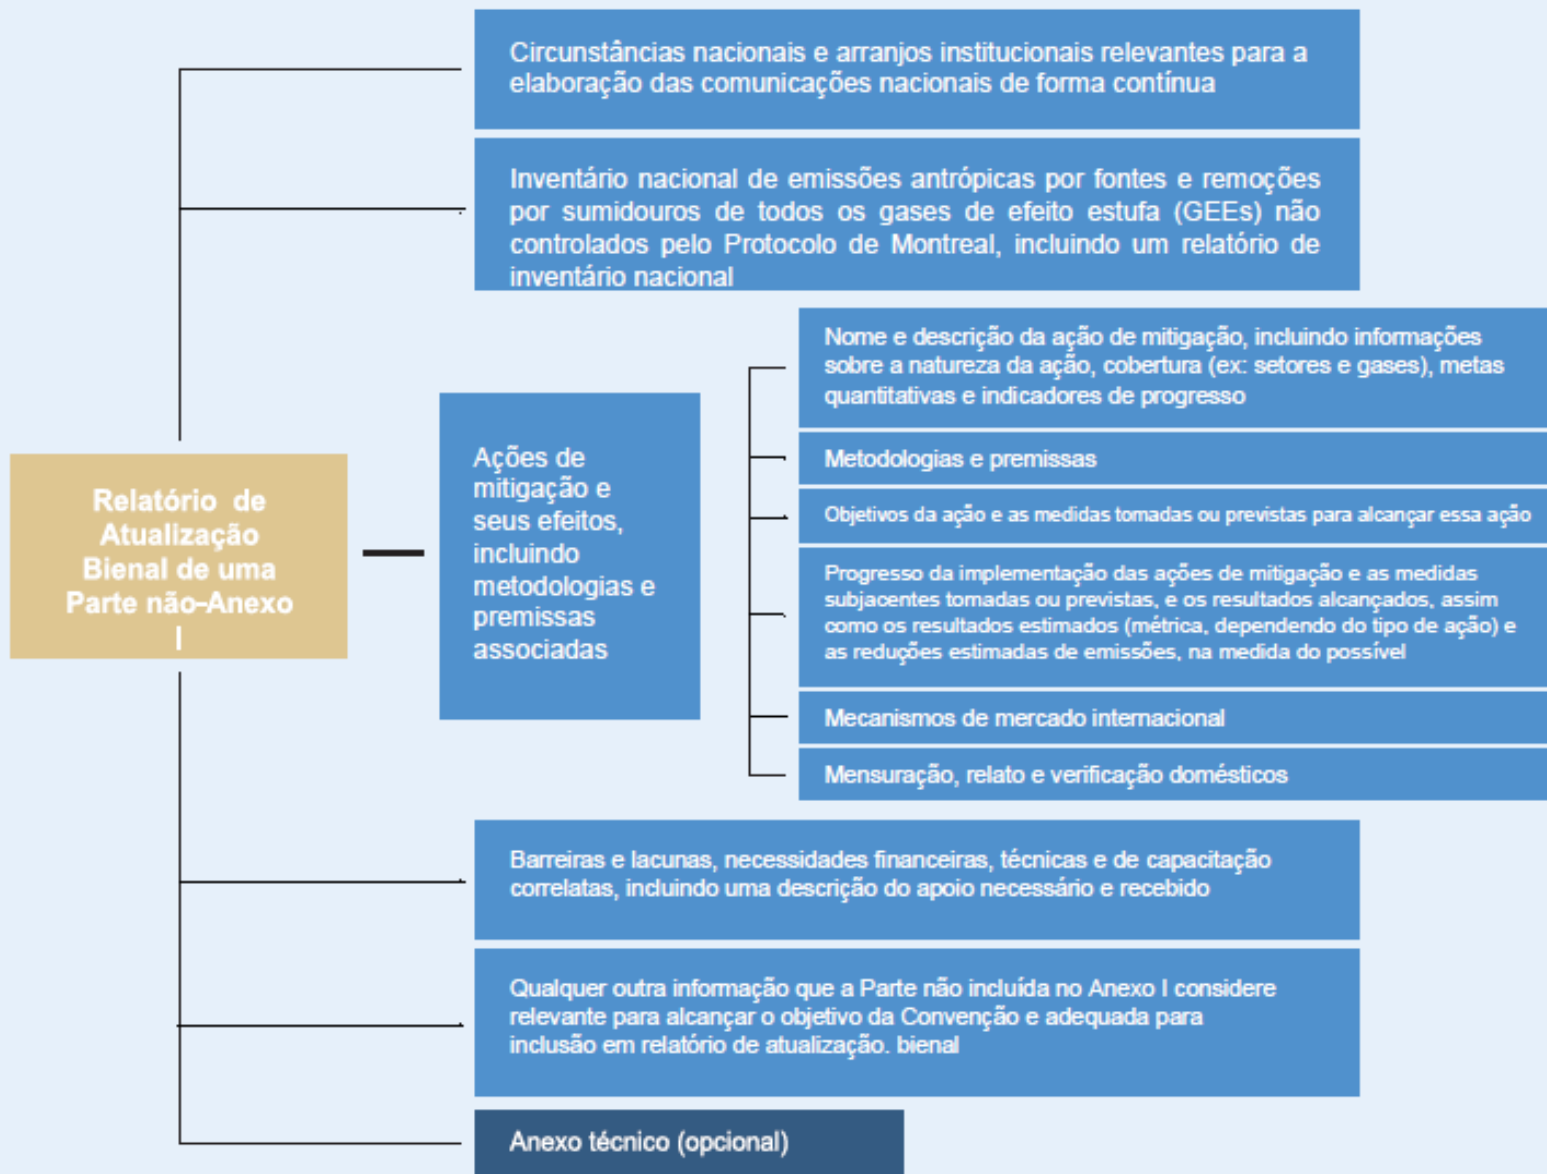 Circunstâncias nacionais e arranjos institucionais relevantes para a
elaboração das comunicações nacionais de forma contínua
Inventário nacional de emissões antrópicas por fontes e remoções
por sumidouros de todos os gases de efeito estufa (GEEs) não
controlados pelo Protocolo de Montreal, incluindo um relatório de
inventário nacional
Relatório de
Atualização
Bienal de uma
Parte não-Anexo
I
Ações de
mitigação e
seus efeitos,
incluindo
metodologias e
premissas
associadas
Nome e descrição da ação de mitigação, incluindo informações
sobre a natureza da ação, cobertura (ex: setores e gases), metas
quantitativas e indicadores de progresso
Metodologias e premissas
Objetivos da ação e as medidas tomadas ou previstas para alcançar essa ação
Progresso da implementação das ações de mitigação e as medidas
subjacentes tomadas ou previstas, e os resultados alcançados, assim
como os resultados estimados (métrica, dependendo do tipo de ação) e
as reduções estimadas de emissões, na medida do possível
Mecanismos de mercado internacional
Mensuração, relato e verificação domésticos
Barreiras e lacunas, necessidades financeiras, técnicas e de capacitação
correlatas, incluindo uma descrição do apoio necessário e recebido
Qualquer outra informação que a Parte não incluída no Anexo I considere
relevante para alcançar o objetivo da Convenção e adequada para
inclusão em relatório de atualização. bienal
Anexo técnico (opcional)